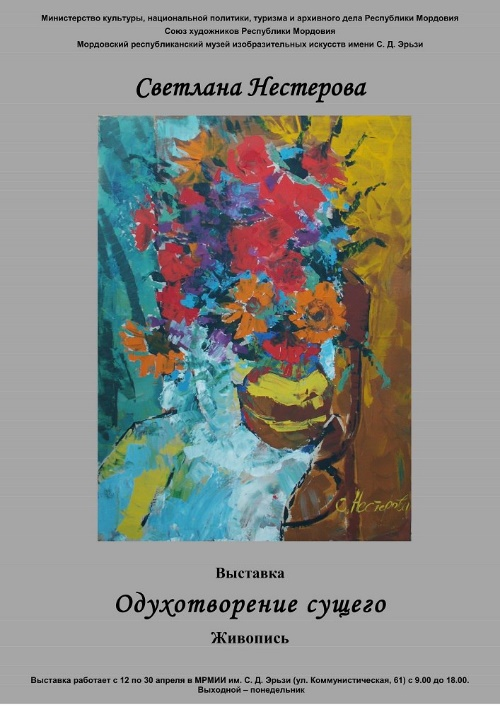 Министерство культуры, национальной политики, туризма и архивного дела Республики Мордовия
Союз художников Республики Мордовия
Мордовский республиканский музей изобразительных искусств имени С. Д. Эрьзи
Светлана Нестерова
С. Нестерова
Выставка
Одухотворение сущего
Живопись
Выставка работает с 12 по 30 апреля в МРМИИ им. С. Д. Эрьзи (ул. Коммунистическая, 61) с 9.00 до 18.00.
Выходной – понедельник